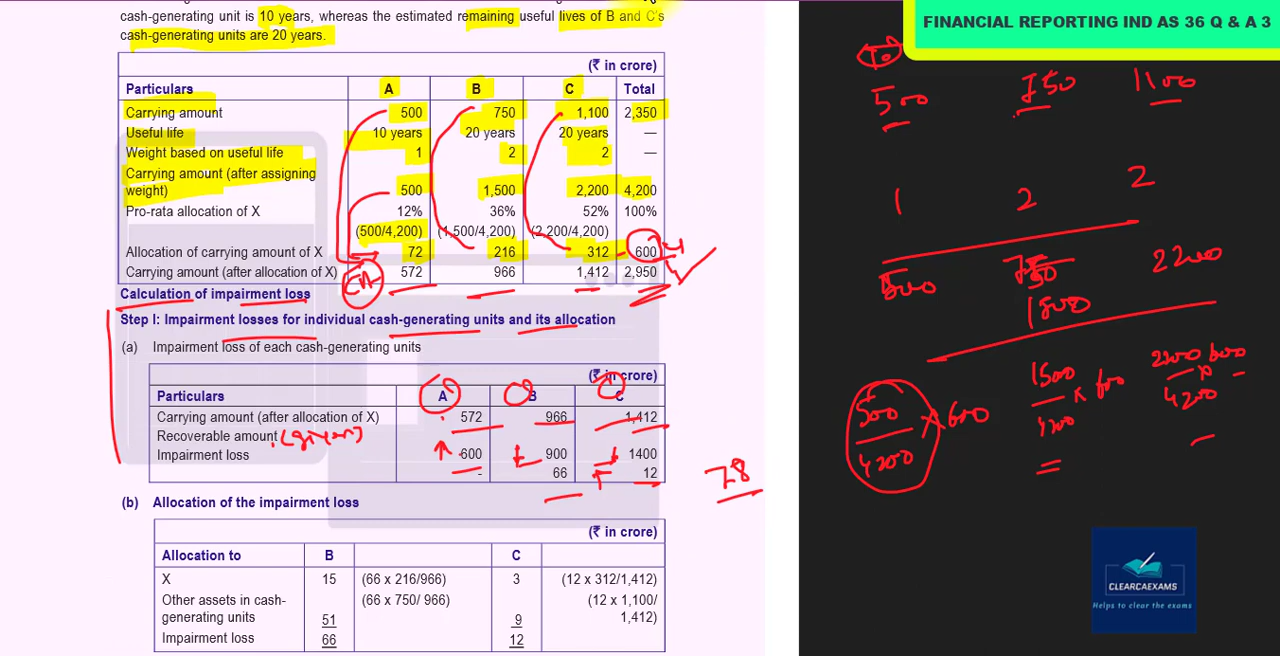 cash-generating unit is 10 years, whereas the estimated remaining useful lives of B and C's
cash-generating units are 20 years.
FINANCIAL REPORTING IND AS 36 Q & A 3
(₹ in crore)
Particulars A B C Total
Carrying amount 500 750 1,100 2,350
Useful life 10 years 20 years 20 years —
Weight based on useful life 1 2 2 —
Carrying amount (after assigning
weight) 500 1,500 2,200 4,200
Pro-rata allocation of X 12% 36% 52% 100%
(500/4,200) (1,500/4,200) (2,200/4,200)
Allocation of carrying amount of X 72 216 312 600
Carrying amount (after allocation of X) 572 966 1,412 2,950
Calculation of impairment loss
Step I: Impairment losses for individual cash-generating units and its allocation
(a) Impairment loss of each cash-generating units
(₹ in crore)
Particulars A B C
Carrying amount (after allocation of X) 572 966 1,412
Recoverable amount (given)
Impairment loss 600 900 1400
- 66 12
78
(b) Allocation of the impairment loss
(₹ in crore)
Allocation to B C
X 15 (66 x 216/966) 3 (12 x 312/1,412)
Other assets in cash- (66 x 750/ 966) (12 x 1,100/
generating units 51 9 1,412)
Impairment loss 66 12
500 750 1100
1 2 2
500 750 2200
1500
500 × 600 1500 × 600 2200 × 600
4200 4200 4200
=
CLEARCAEXAMS
Helps to clear the exams